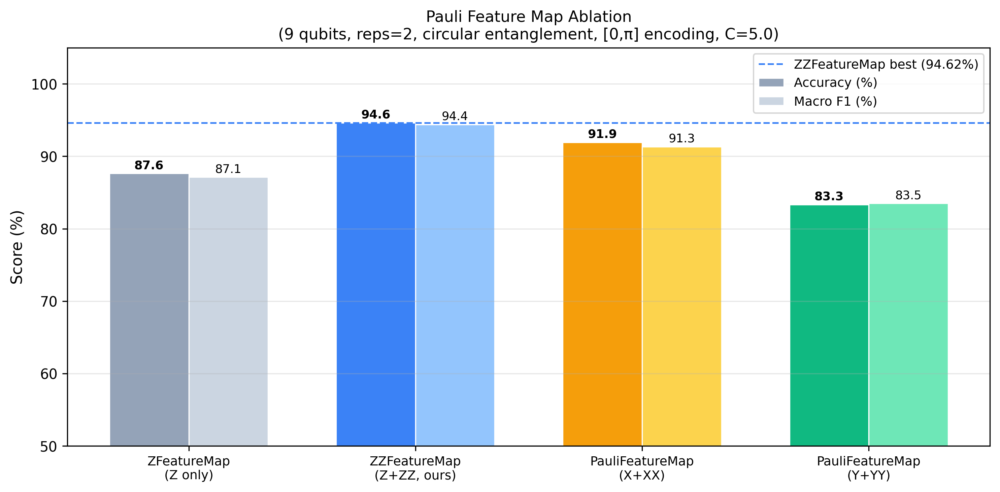 Pauli Feature Map Ablation
(9 qubits, reps=2, circular entanglement, [0,π] encoding, C=5.0)
ZZFeatureMap best (94.62%)
Accuracy (%)
Macro F1 (%)
Score (%)
100
90
80
70
60
50
87.6
87.1
94.6
94.4
91.9
91.3
83.3
83.5
ZFeatureMap
(Z only)
ZZFeatureMap
(Z+ZZ, ours)
PauliFeatureMap
(X+XX)
PauliFeatureMap
(Y+YY)